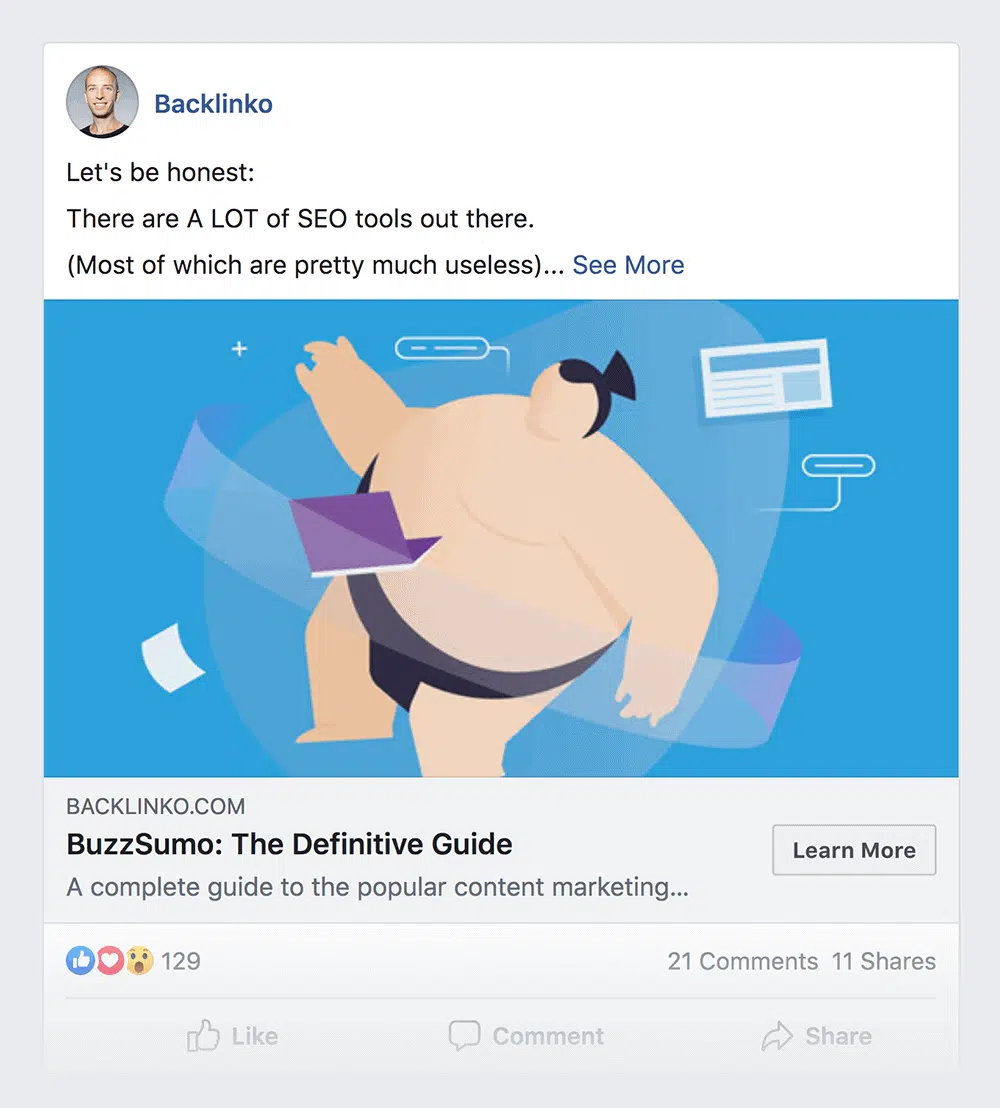 Backlinko
Let's be honest:
There are A LOT of SEO tools out there.
(Most of which are pretty much useless)... See More
BACKLINKO.COM
BuzzSumo: The Definitive Guide
Learn More
A complete guide to the popular content marketing...
129
21 Comments 11 Shares
Like Comment Share